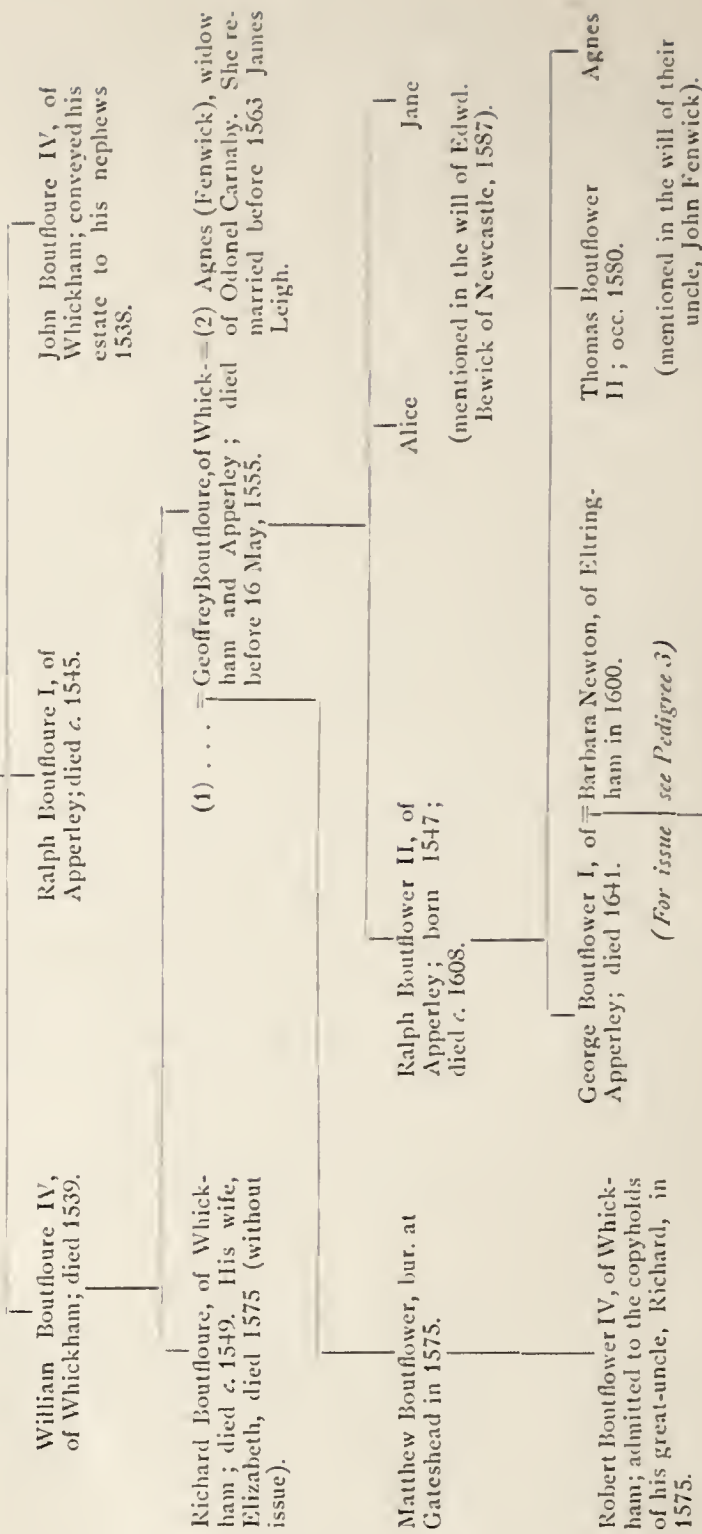 William Boutfloure IV,
of Whickham; died 1539.
Ralph Boutfloure I, of
Apperley; died c. 1545.
John Boutfloure IV, of
Whickham; conveyed his
estate to his nephews
1538.
Richard Boutfloure, of Whick-
ham; died c. 1549. His wife,
Elizabeth, died 1575 (without
issue).
(1) . . . = Geoffrey Boutfloure, of Whick-
ham and Apperley; died
before 16 May, 1555.
= (2) Agnes (Fenwick), widow
of Odonel Carnaby. She re-
married before 1563 James
Leigh.
Matthew Boutflower, bur. at
Gateshead in 1575.
Ralph Boutflower II, of
Apperley; born 1547;
died c. 1608.
Alice
Jane
(mentioned in the will of Edwd.
Bewick of Newcastle, 1587).
Robert Boutflower IV, of Whick-
ham; admitted to the copyholds
of his great-uncle, Richard, in
1575.
George Boutflower I, of
Apperley; died 1641.
= Barbara Newton, of Eltring-
ham in 1600.
(For issue see Pedigree 3)
Thomas Boutflower
II; occ. 1580.
Agnes
(mentioned in the will of their
uncle, John Fenwick).